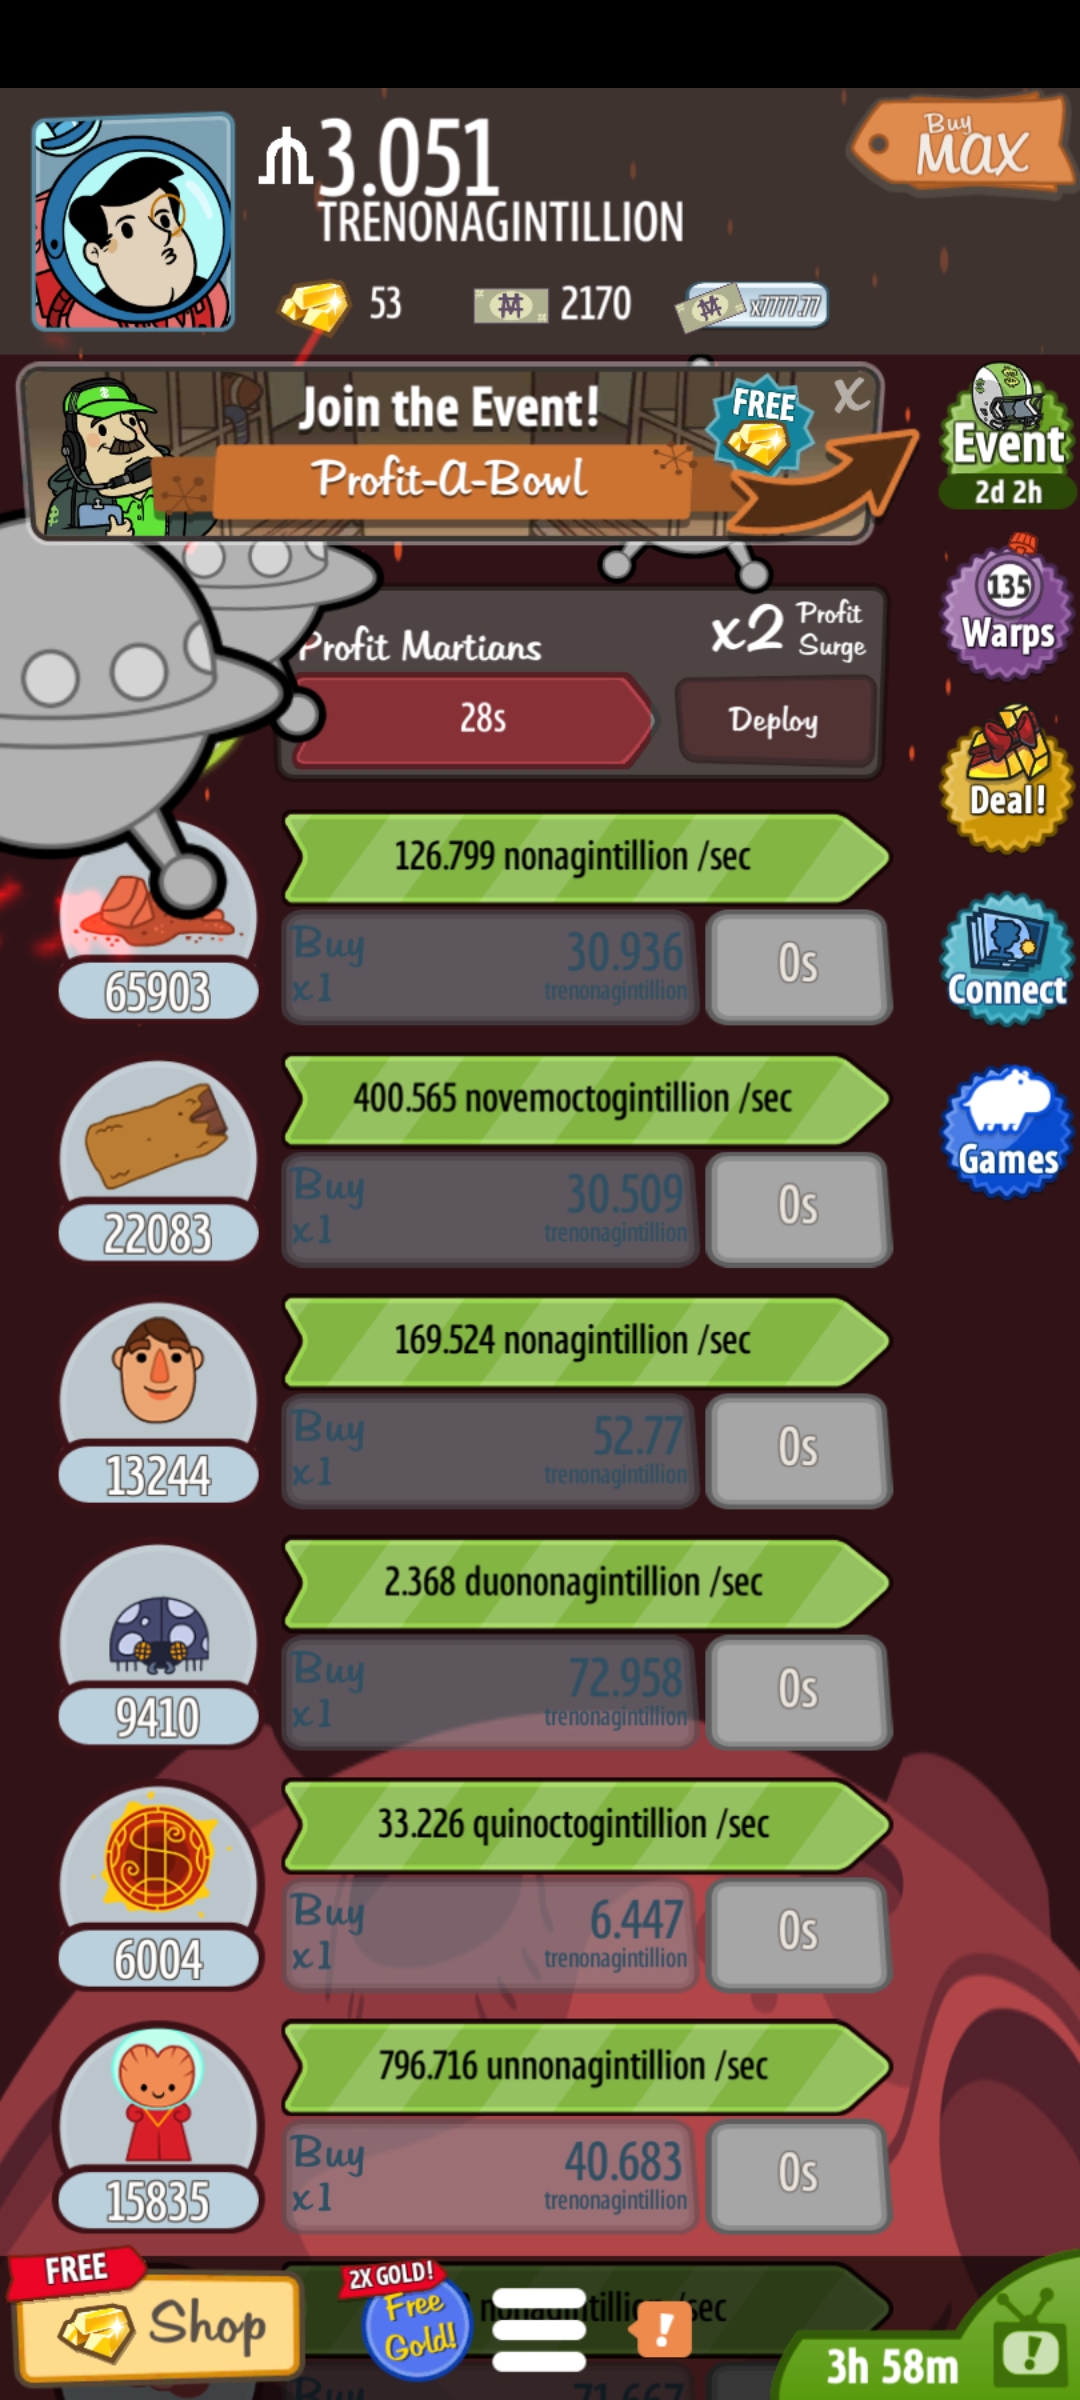 3.051
TRENONAGINTILLION
Buy
MAX
53
2170
x7777.77
Join the Event!
Profit-A-Bowl
FREE
X
Event
2d 2h
Profit Martians
x2 Profit
Surge
28s
Deploy
135
Warps
Deal!
126.799 nonagintillion /sec
Buy
x1
30.936
trenonagintillion
0s
65903
Connect
400.565 novemoctogintillion /sec
Buy
x1
30.509
trenonagintillion
0s
22083
Games
169.524 nonagintillion /sec
Buy
x1
52.77
trenonagintillion
0s
13244
2.368 duononagintillion /sec
Buy
x1
72.958
trenonagintillion
0s
9410
33.226 quinoctogintillion /sec
Buy
x1
6.447
trenonagintillion
0s
6004
796.716 unnonagintillion /sec
Buy
x1
40.683
trenonagintillion
0s
15835
FREE
Shop
2X GOLD!
Free
Gold!
!
3h 58m
!